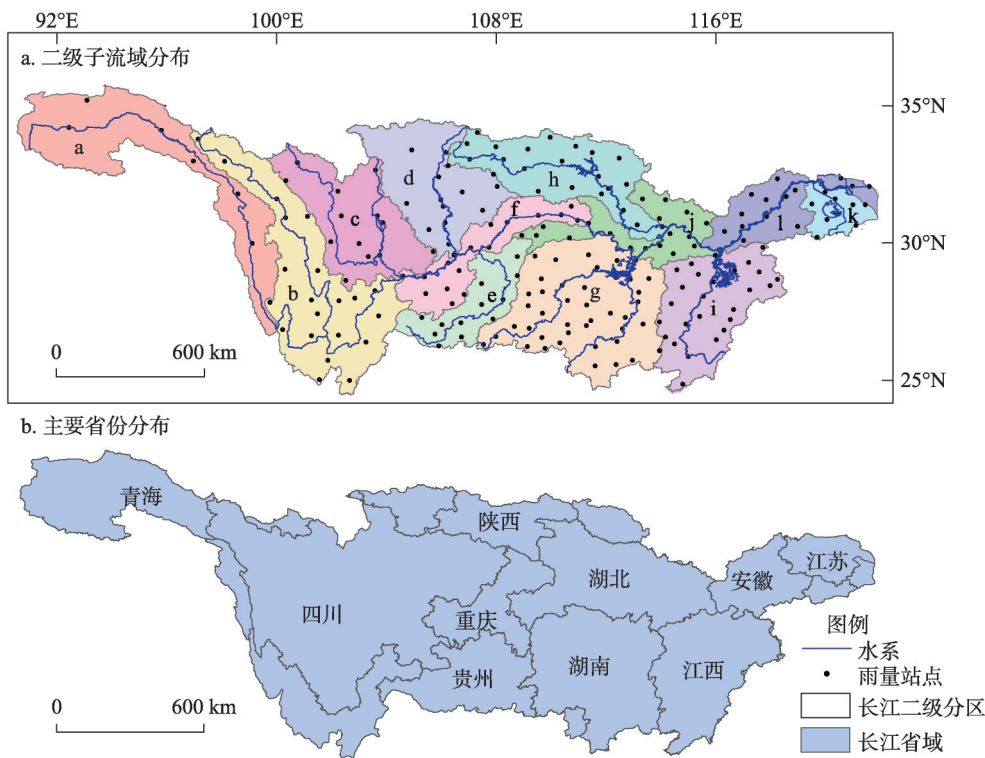 92°E 100°E 108°E 116°E
a. 二级子流域分布
35°N
a
d
h
f
j
l
k
c
30°N
b
e
g
i
0 600 km
25°N
b. 主要省份分布
青海
陕西
江苏
湖北
安徽
四川
重庆
图例
水系
贵州
湖南
江西
雨量站点
长江二级分区
0 600 km
长江省域